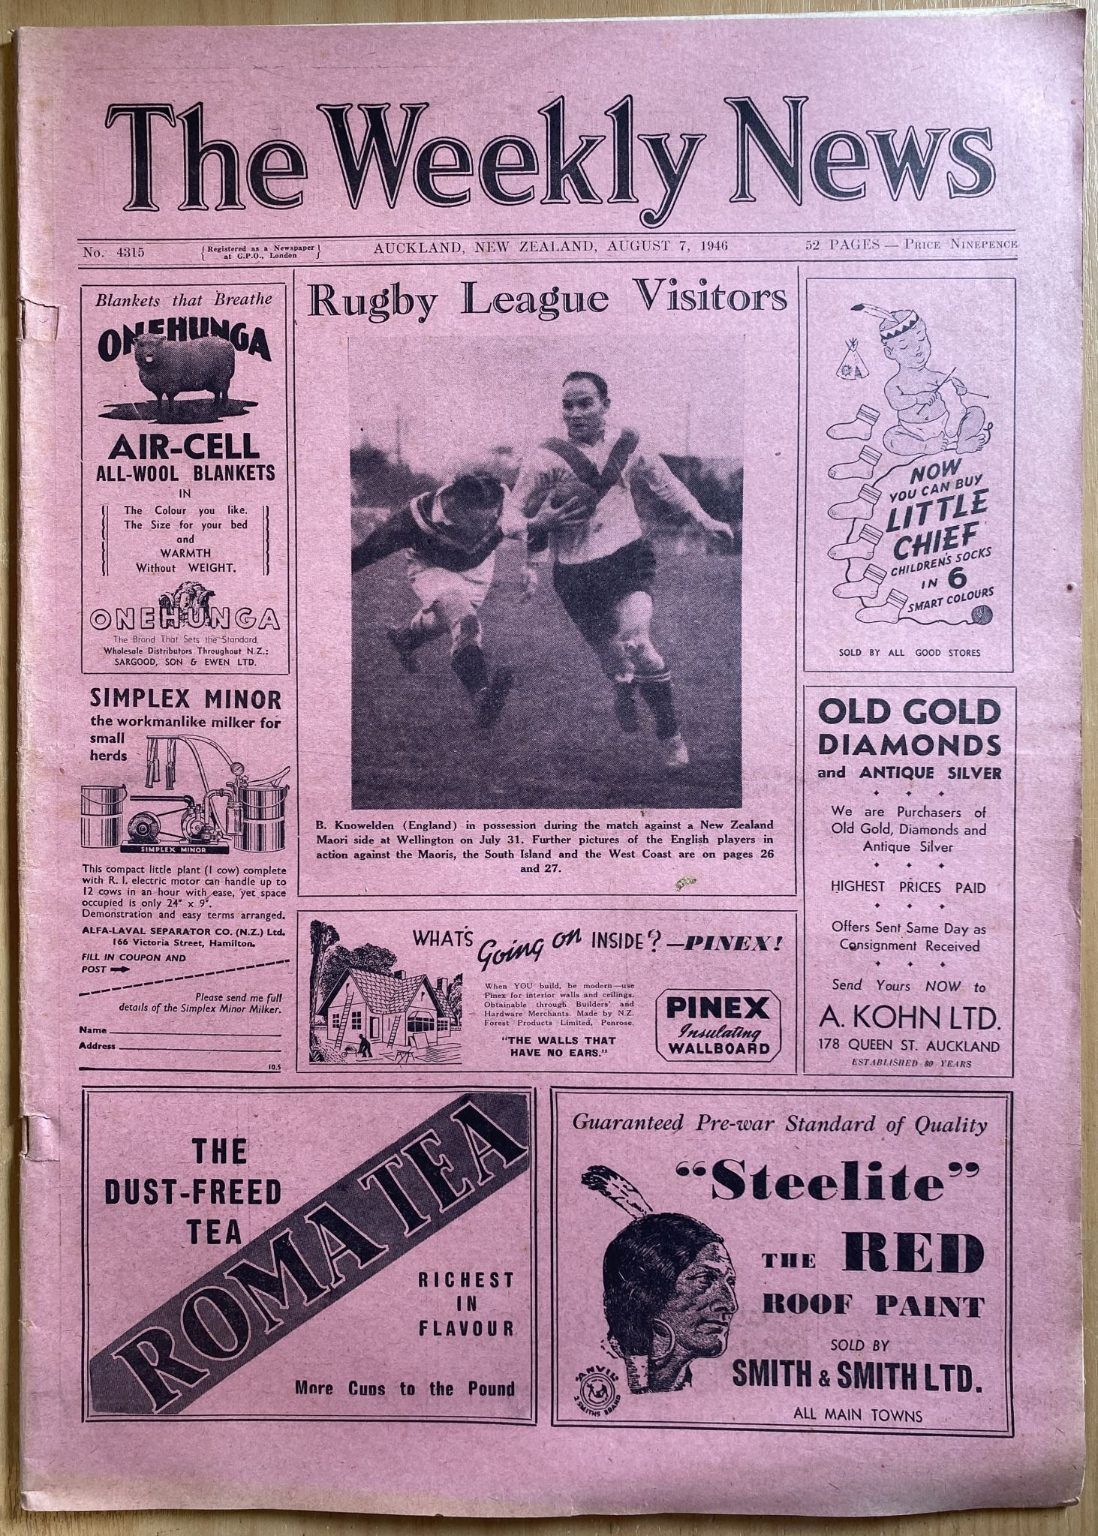 The Weekly News
No. 4315
{ Registered as a Newspaper }
at G.P.O., London
AUCKLAND, NEW ZEALAND, AUGUST 7, 1946
52 PAGES — PRICE NINEPENCE
Blankets that Breathe
ONEHUNGA
AIR-CELL
ALL-WOOL BLANKETS
IN
The Colour you like.
The Size for your bed
and
WARMTH
Without WEIGHT.
ONEHUNGA
The Brand That Sets the Standard
Wholesale Distributors Throughout N.Z.:
SARGOOD, SON & EWEN LTD.
SIMPLEX MINOR
the workmanlike milker for
small
herds
SIMPLEX MINOR
This compact little plant (1 cow) complete
with R. I. electric motor can handle up to
12 cows in an hour with ease, yet space
occupied is only 24" x 9".
Demonstration and easy terms arranged.
ALFA-LAVAL SEPARATOR CO. (N.Z.) Ltd.
166 Victoria Street, Hamilton.
FILL IN COUPON AND
POST
Please send me full
details of the Simplex Minor Milker.
Name
Address
10.5
Rugby League Visitors
B. Knowelden (England) in possession during the match against a New Zealand
Maori side at Wellington on July 31. Further pictures of the English players in
action against the Maoris, the South Island and the West Coast are on pages 26
and 27.
WHAT'S Going on INSIDE? —PINEX!
When YOU build, be modern—use
Pinex for interior walls and ceilings.
Obtainable through Builders' and
Hardware Merchants. Made by N.Z.
Forest Products Limited, Penrose.
"THE WALLS THAT
HAVE NO EARS."
PINEX
Insulating
WALLBOARD
NOW
YOU CAN BUY
LITTLE
CHIEF
CHILDREN'S SOCKS
IN 6
SMART COLOURS
SOLD BY ALL GOOD STORES
OLD GOLD
DIAMONDS
and ANTIQUE SILVER
We are Purchasers of
Old Gold, Diamonds and
Antique Silver
HIGHEST PRICES PAID
Offers Sent Same Day as
Consignment Received
Send Yours NOW to
A. KOHN LTD.
178 QUEEN ST. AUCKLAND
ESTABLISHED 80 YEARS
THE
DUST-FREED
TEA
ROMA TEA
RICHEST
IN
FLAVOUR
More Cups to the Pound
Guaranteed Pre-war Standard of Quality
"Steelite"
THE RED
ROOF PAINT
SOLD BY
SMITH & SMITH LTD.
ALL MAIN TOWNS
ANVIL
2 SMITHS BRAND